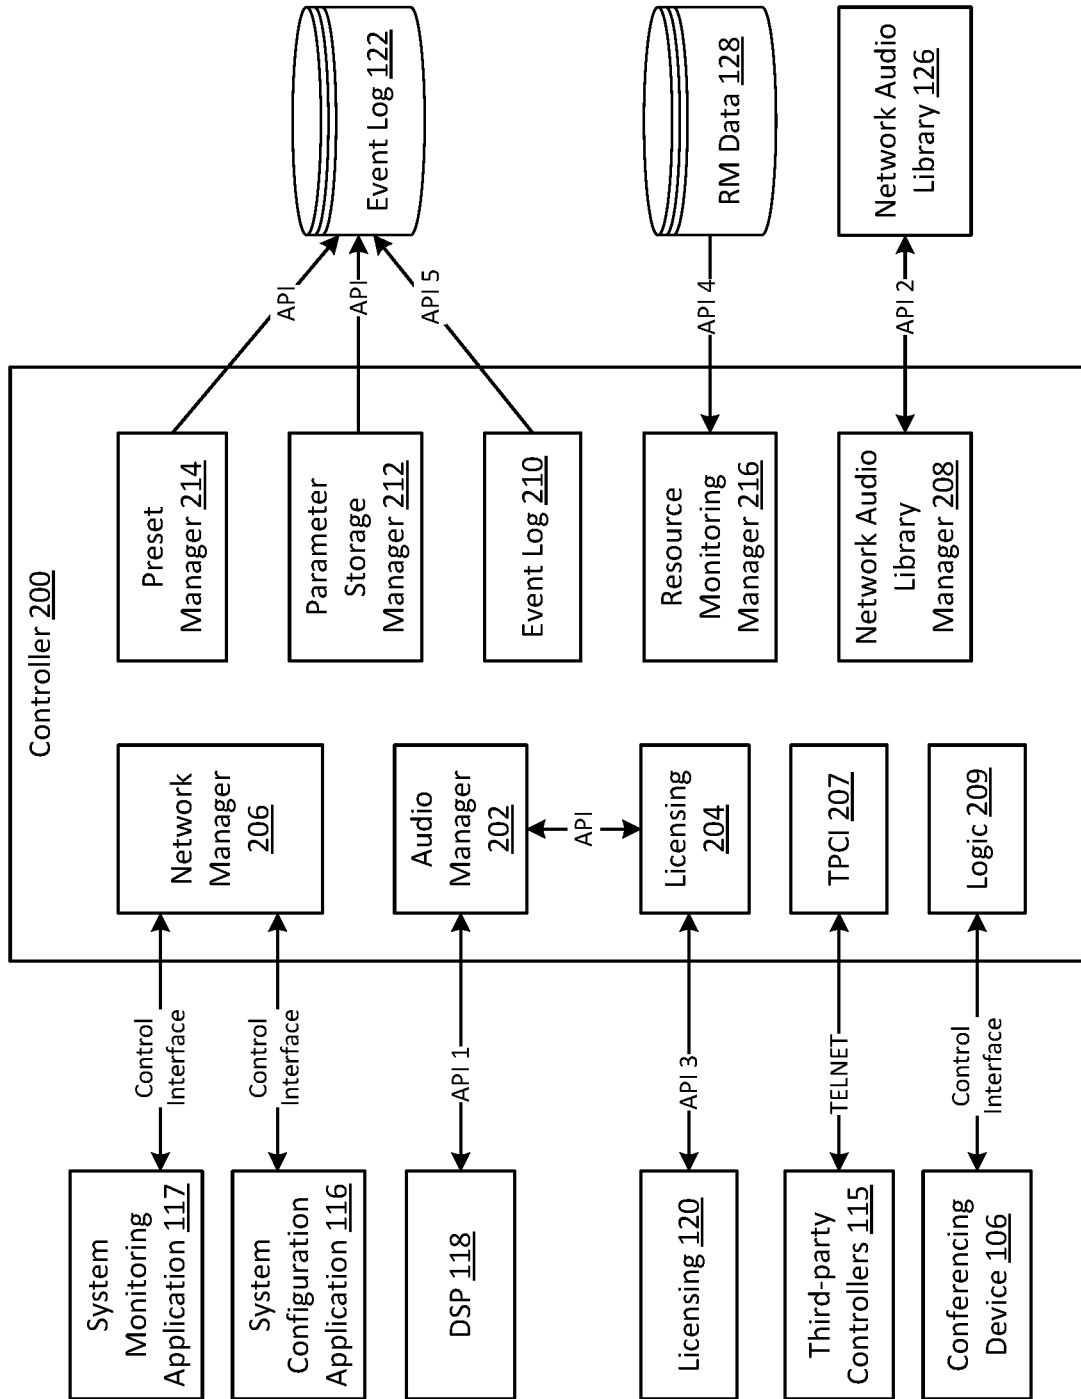 Controller 200
System
Monitoring
Application 117
Control
Interface
Network
Manager
206
Preset
Manager 214
API
Event Log 122
System
Configuration
Application 116
Control
Interface
Parameter
Storage
Manager 212
API
DSP 118
API 1
Audio
Manager
202
Event Log 210
API 5
API
Licensing 120
API 3
Licensing
204
Resource
Monitoring
Manager 216
API 4
RM Data 128
Third-party
Controllers 115
TELNET
TPCI 207
Conferencing
Device 106
Control
Interface
Logic 209
Network Audio
Library
Manager 208
API 2
Network Audio
Library 126